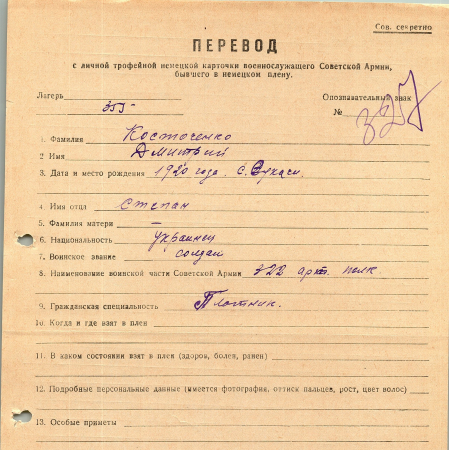 Сов. секретно
ПЕРЕВОД
с личной трофейной немецкой карточки военнослужащего Советской Армии,
бывшего в немецком плену.
Лагерь 355-
Опознавательный знак
№
1. Фамилия Косточенко
2 Имя Дмитрий
3. Дата и место рождения 1920 года. с.
4. Имя отца Степан
5. Фамилия матери —
6. Национальность Украинец
7. Воинское звание солдат
8. Наименование воинской части Советской Армии 322 арт. полк.
9. Гражданская специальность Плотник.
10. Когда и где взят в плен
11. В каком состоянии взят в плен (здоров, болен, ранен)
12. Подробные персональные данные (имеется фотография, оттиск пальцев, рост, цвет волос)
13. Особые приметы